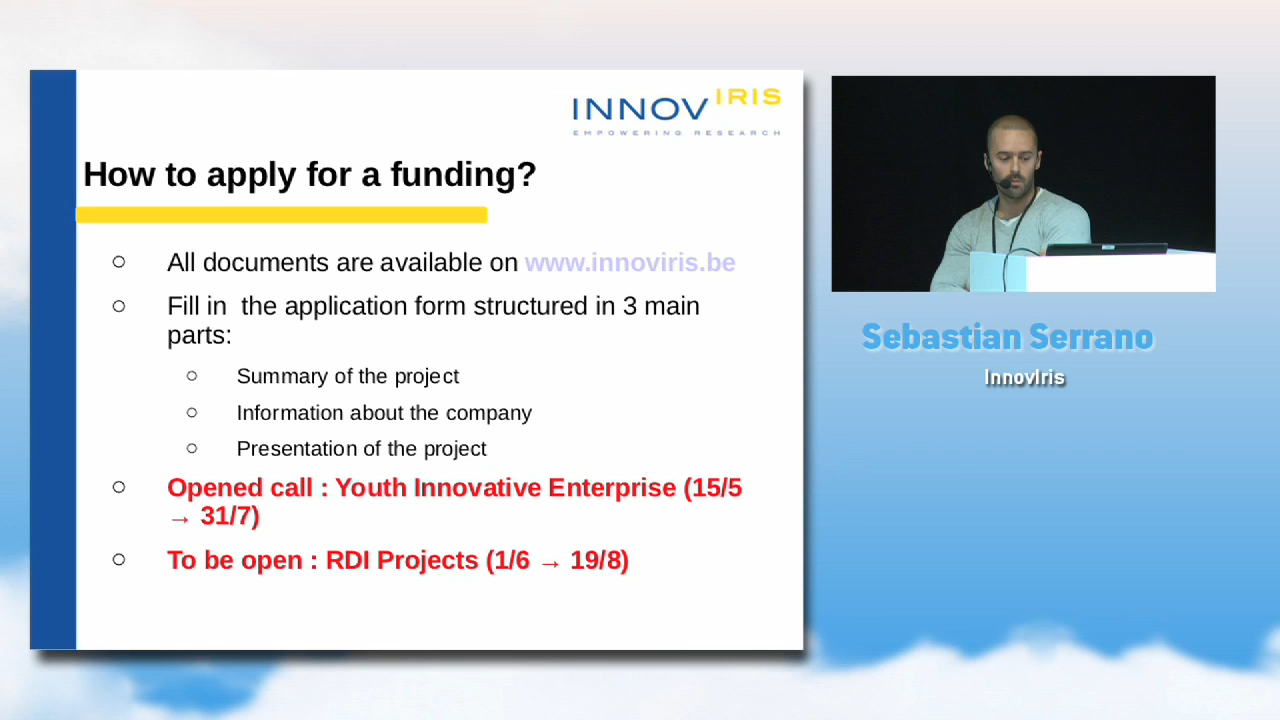 INNOVIRIS
EMPOWERING RESEARCH
How to apply for a funding?
○ All documents are available on www.innoviris.be
○ Fill in  the application form structured in 3 main
parts:
○ Summary of the project
○ Information about the company
○ Presentation of the project
○ Opened call : Youth Innovative Enterprise (15/5
→ 31/7)
○ To be open : RDI Projects (1/6 → 19/8)
Sebastian Serrano
InnovIris